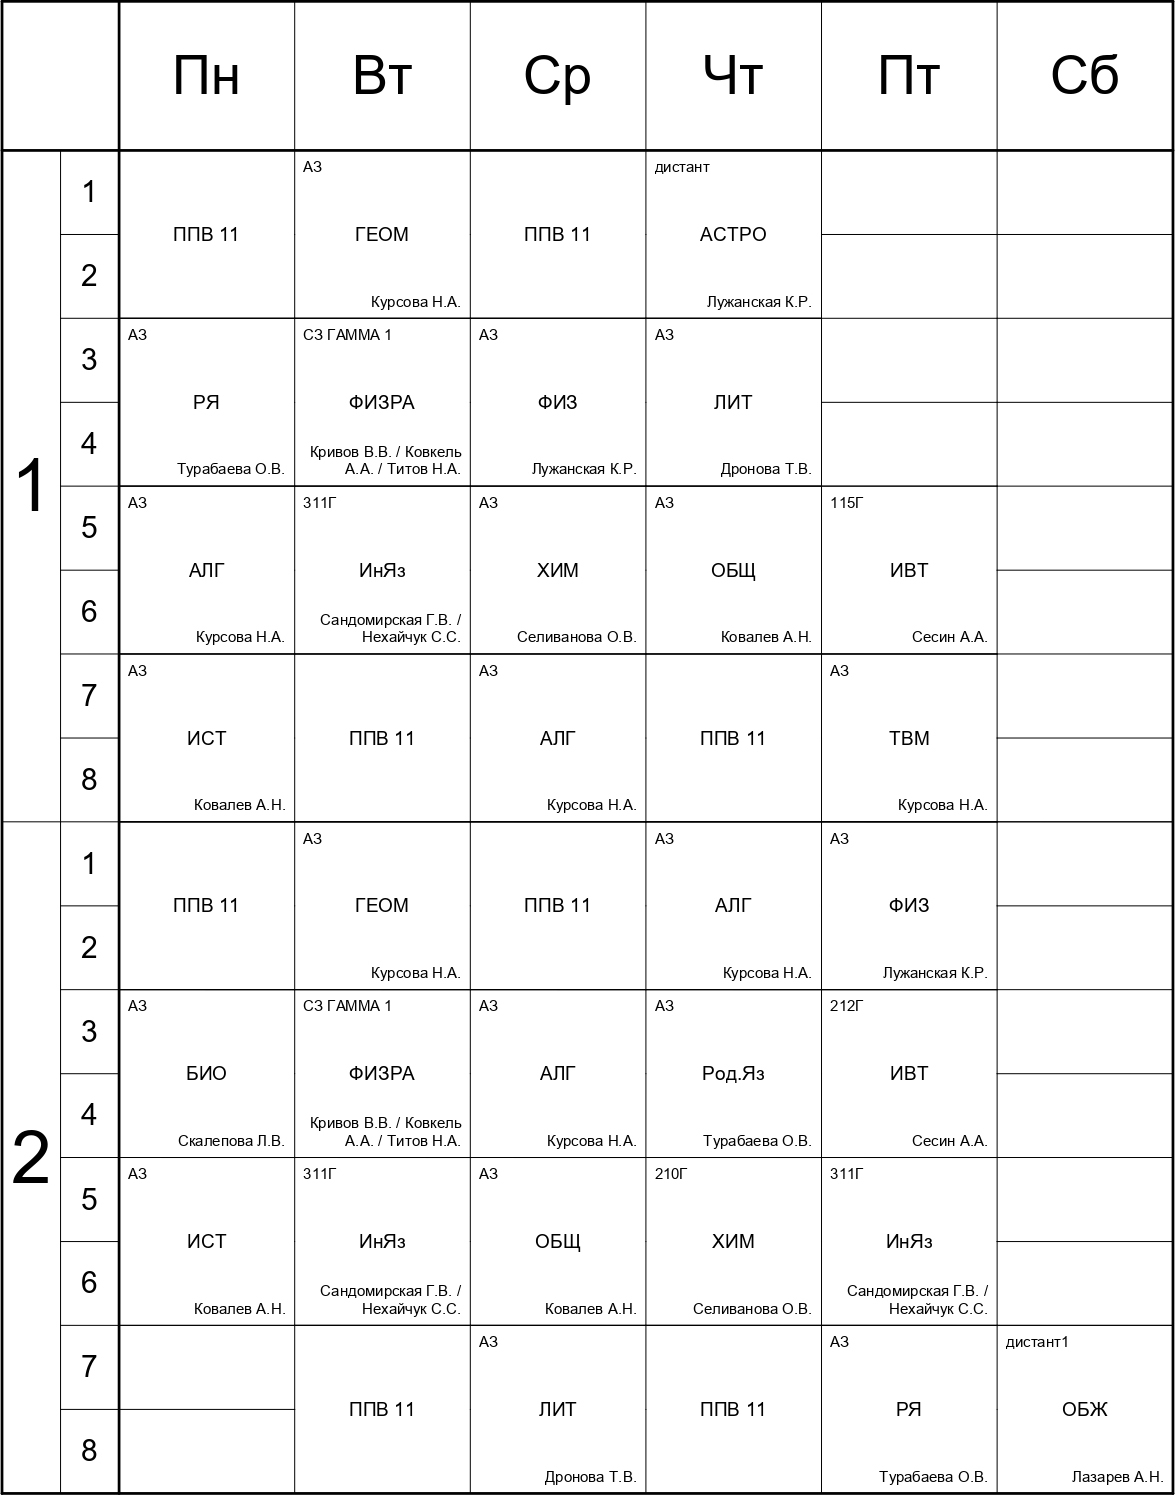 Пн Вт Ср Чт Пт Сб
1
1
2
ППВ 11
А3
ГЕОМ
Курсова Н.А.
ППВ 11
дистант
АСТРО
Лужанская К.Р.
3
4
А3
РЯ
Турабаева О.В.
СЗ ГАММА 1
ФИЗРА
Кривов В.В. / Ковкель
А.А. / Титов Н.А.
А3
ФИЗ
Лужанская К.Р.
А3
ЛИТ
Дронова Т.В.
5
6
А3
АЛГ
Курсова Н.А.
311Г
ИнЯз
Сандомирская Г.В. /
Нехайчук С.С.
А3
ХИМ
Селиванова О.В.
А3
ОБЩ
Ковалев А.Н.
115Г
ИВТ
Сесин А.А.
7
8
А3
ИСТ
Ковалев А.Н.
ППВ 11
А3
АЛГ
Курсова Н.А.
ППВ 11
А3
ТВМ
Курсова Н.А.
2
1
2
ППВ 11
А3
ГЕОМ
Курсова Н.А.
ППВ 11
А3
АЛГ
Курсова Н.А.
А3
ФИЗ
Лужанская К.Р.
3
4
А3
БИО
Скалепова Л.В.
СЗ ГАММА 1
ФИЗРА
Кривов В.В. / Ковкель
А.А. / Титов Н.А.
А3
АЛГ
Курсова Н.А.
А3
Род.Яз
Турабаева О.В.
212Г
ИВТ
Сесин А.А.
5
6
А3
ИСТ
Ковалев А.Н.
311Г
ИнЯз
Сандомирская Г.В. /
Нехайчук С.С.
А3
ОБЩ
Ковалев А.Н.
210Г
ХИМ
Селиванова О.В.
311Г
ИнЯз
Сандомирская Г.В. /
Нехайчук С.С.
7
8
ППВ 11
А3
ЛИТ
Дронова Т.В.
ППВ 11
А3
РЯ
Турабаева О.В.
дистант1
ОБЖ
Лазарев А.Н.